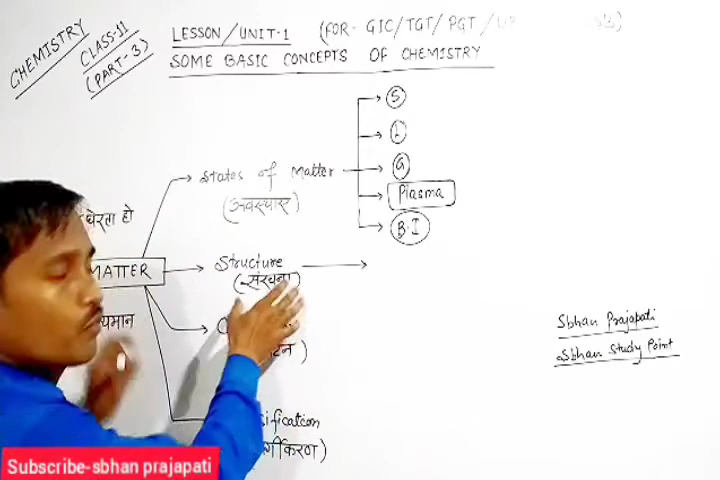 CHEMISTRY
CLASS-11
(PART-3)
LESSON/UNIT-1 (FOR- GIC/TGT/PGT/
SOME BASIC CONCEPTS OF CHEMISTRY
S
L
G
Plasma
B.I
States of Matter
(अवस्थाएं)
हो
MATTER
Structure
(संरचना)
Sbhan Prajapati
Sbhan Study Point
Subscribe-sbhan prajapati